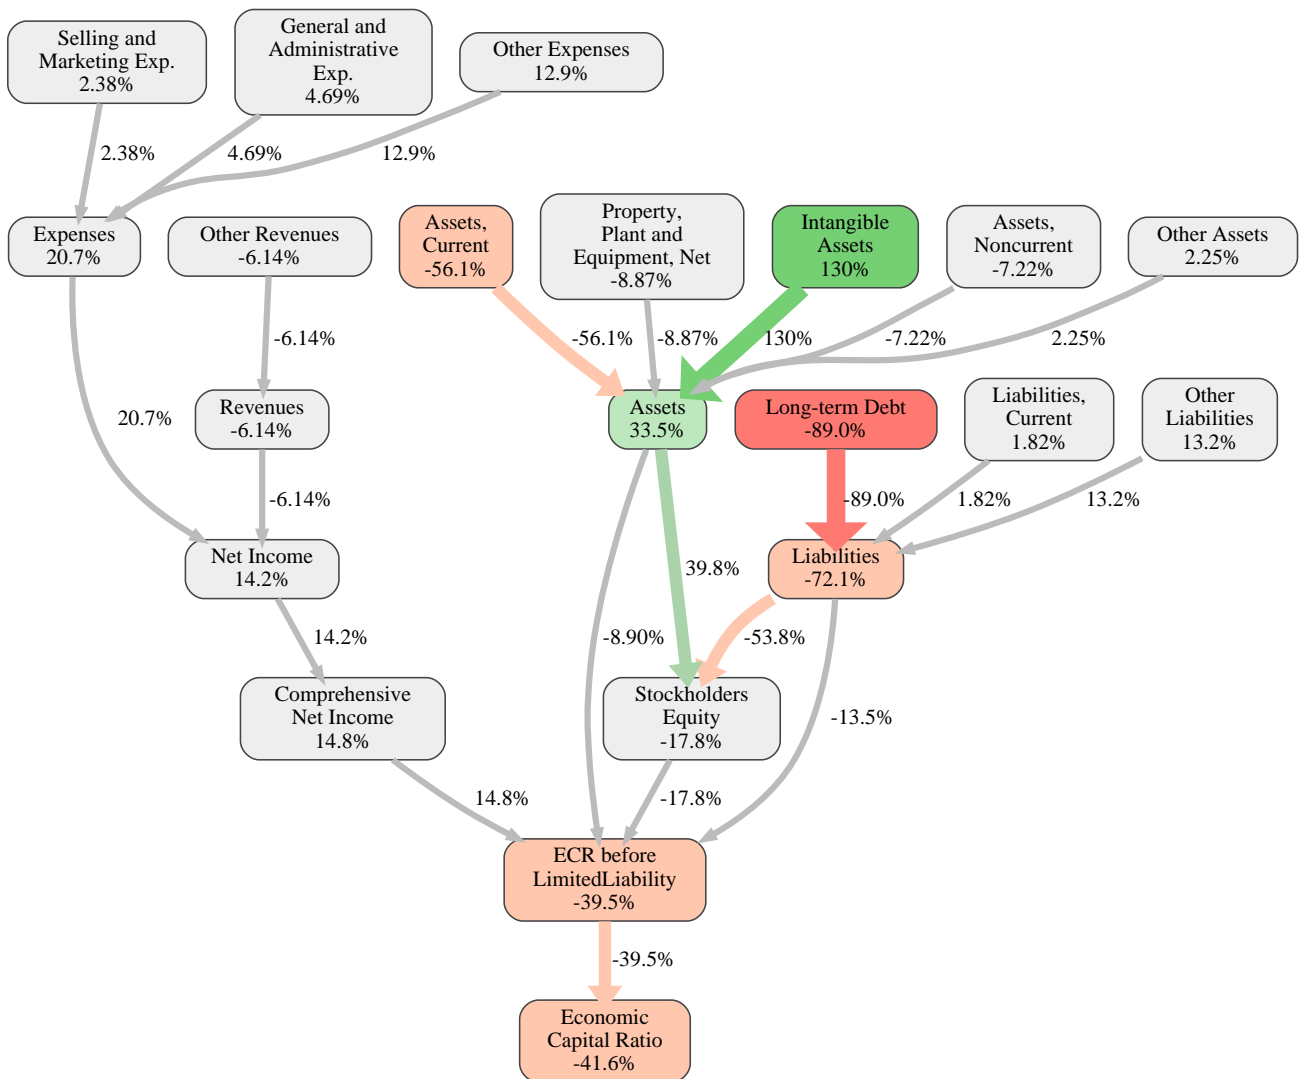 Selling and
Marketing Exp.
2.38%
General and
Administrative
Exp.
4.69%
Other Expenses
12.9%
2.38%
4.69%
12.9%
Expenses
20.7%
Other Revenues
-6.14%
Assets,
Current
-56.1%
Property,
Plant and
Equipment, Net
-8.87%
Intangible
Assets
130%
Assets,
Noncurrent
-7.22%
Other Assets
2.25%
-6.14%
-56.1%
-8.87%
130%
-7.22%
2.25%
20.7%
Revenues
-6.14%
Assets
33.5%
Long-term Debt
-89.0%
Liabilities,
Current
1.82%
Other
Liabilities
13.2%
-6.14%
-89.0%
1.82%
13.2%
Net Income
14.2%
39.8%
Liabilities
-72.1%
14.2%
-8.90%
-53.8%
Comprehensive
Net Income
14.8%
Stockholders
Equity
-17.8%
-13.5%
14.8%
-17.8%
ECR before
LimitedLiability
-39.5%
-39.5%
Economic
Capital Ratio
-41.6%